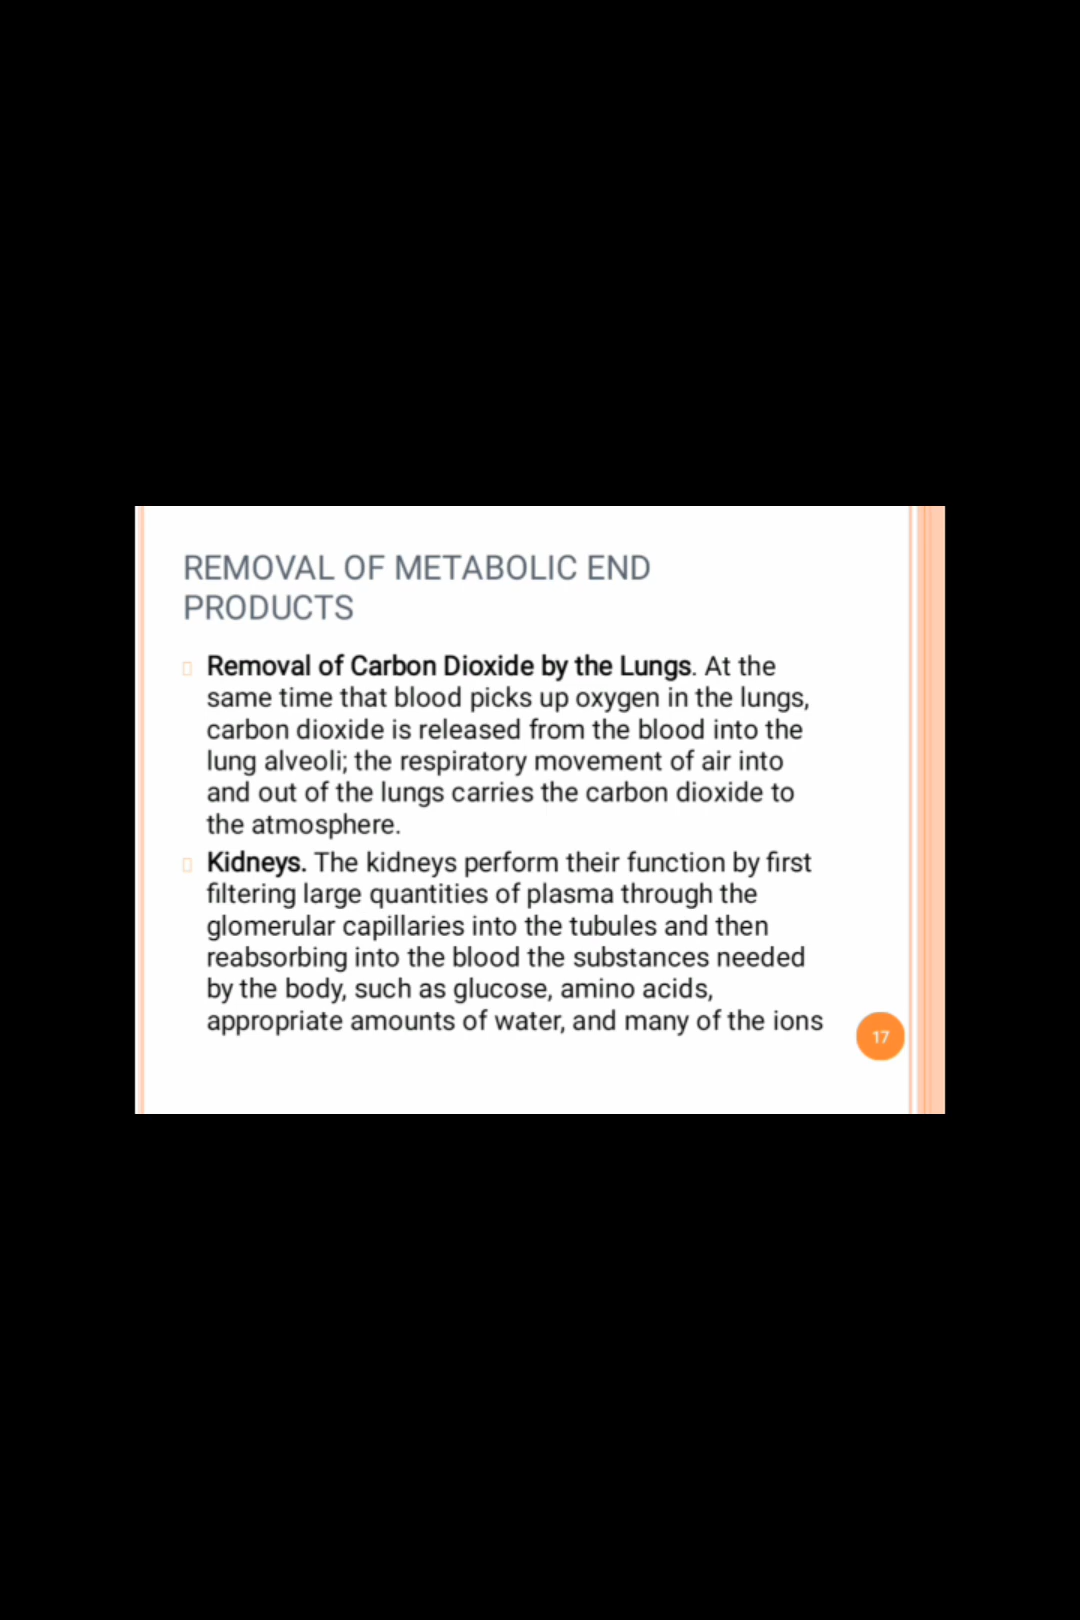 REMOVAL OF METABOLIC END
PRODUCTS
Removal of Carbon Dioxide by the Lungs. At the
same time that blood picks up oxygen in the lungs,
carbon dioxide is released from the blood into the
lung alveoli; the respiratory movement of air into
and out of the lungs carries the carbon dioxide to
the atmosphere.
Kidneys. The kidneys perform their function by first
filtering large quantities of plasma through the
glomerular capillaries into the tubules and then
reabsorbing into the blood the substances needed
by the body, such as glucose, amino acids,
appropriate amounts of water, and many of the ions
17